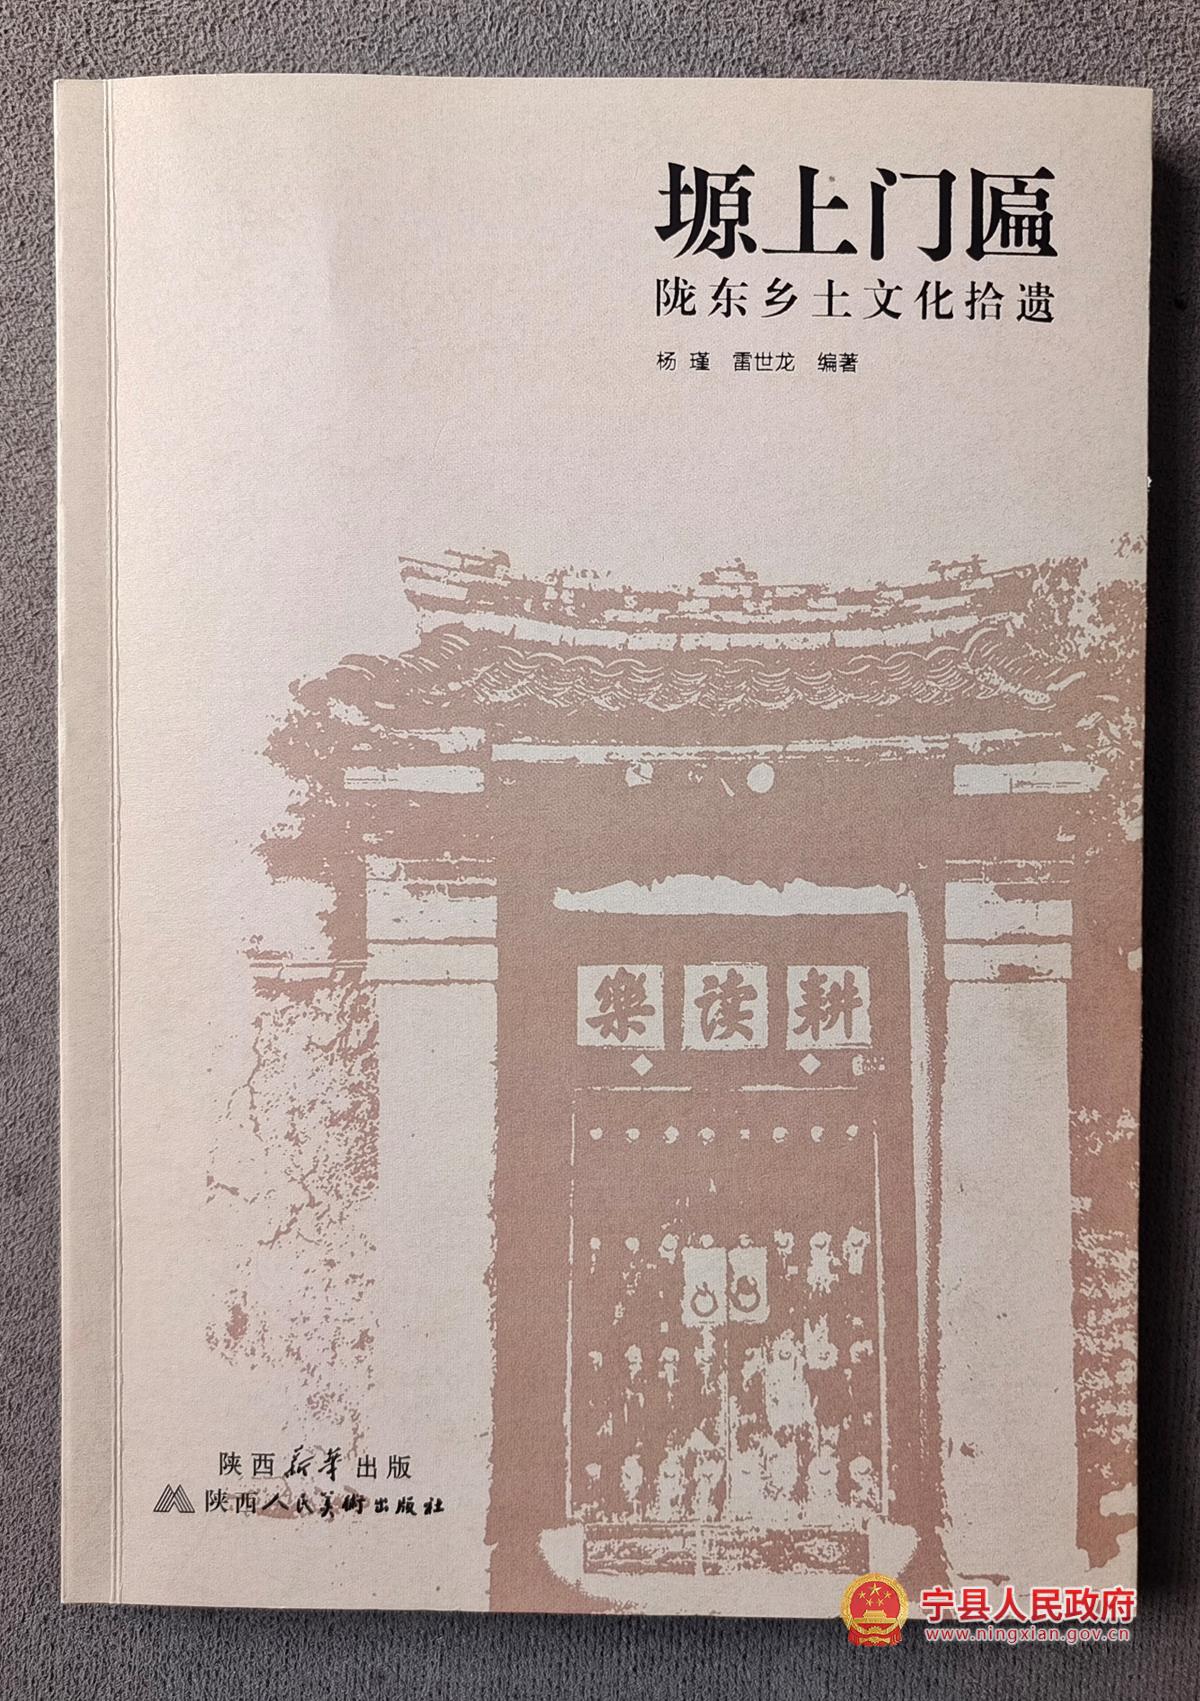 塬上门匾
陇东乡土文化拾遗
杨 瑾 雷世龙 编著
樂读耕
陕西新华出版
陕西人民美術出版社
宁县人民政府
www.ningxian.gov.cn